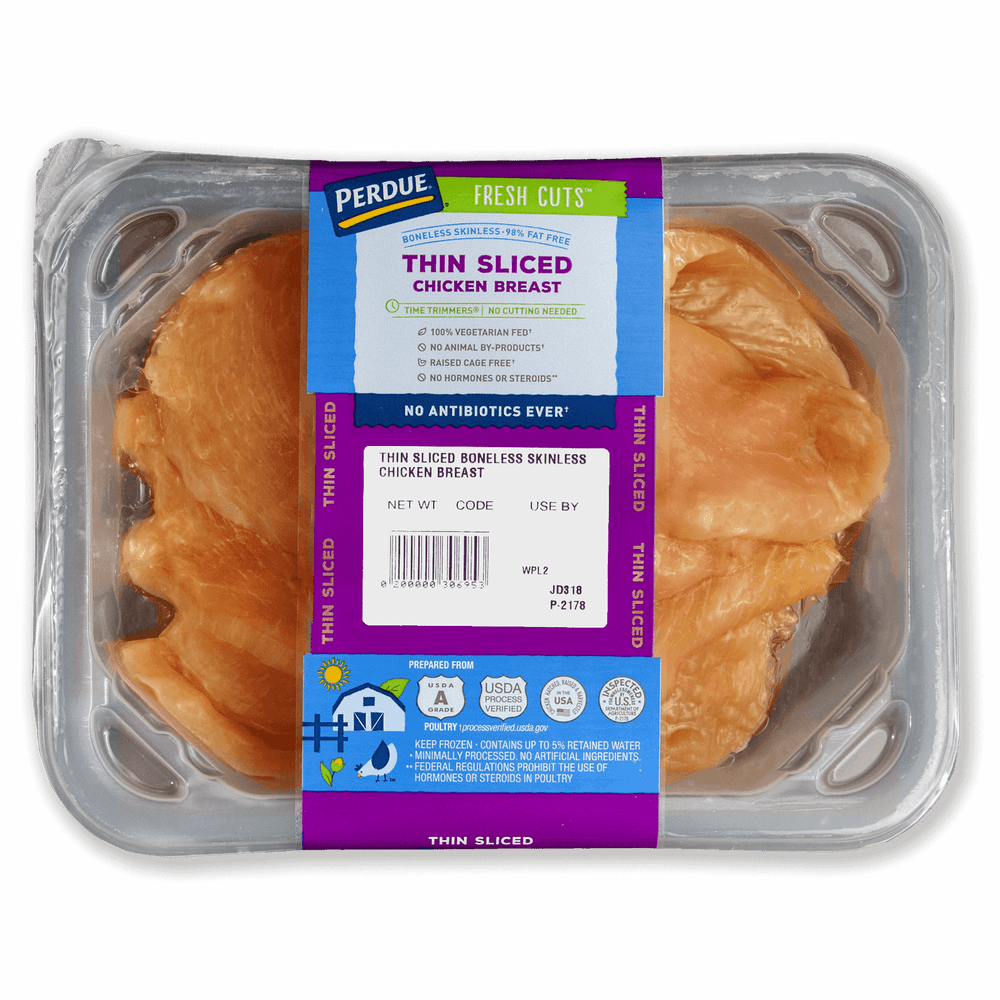 PERDUE®
FRESH CUTS™
BONELESS SKINLESS•98% FAT FREE
THIN SLICED
CHICKEN BREAST
TIME TRIMMERS® | NO CUTTING NEEDED
100% VEGETARIAN FED†
NO ANIMAL BY-PRODUCTS†
RAISED CAGE FREE†
NO HORMONES OR STEROIDS**
NO ANTIBIOTICS EVER†
THIN SLICED
THIN SLICED
THIN SLICED
THIN SLICED
THIN SLICED BONELESS SKINLESS
CHICKEN BREAST
NET WT CODE USE BY
0 200000 306953
WPL2
JD318
P-2178
PREPARED FROM
USDA
A
GRADE
USDA
PROCESS
VERIFIED
CHICKEN HATCHED, RAISED & HARVESTED
IN THE
USA
INSPECTED
FOR WHOLESOMENESS
BY
U.S.
DEPARTMENT OF
AGRICULTURE
P-2178
POULTRY †processverified.usda.gov
KEEP FROZEN · CONTAINS UP TO 5% RETAINED WATER
• MINIMALLY PROCESSED. NO ARTIFICIAL INGREDIENTS.
** FEDERAL REGULATIONS PROHIBIT THE USE OF
HORMONES OR STEROIDS IN POULTRY
TM
THIN SLICED